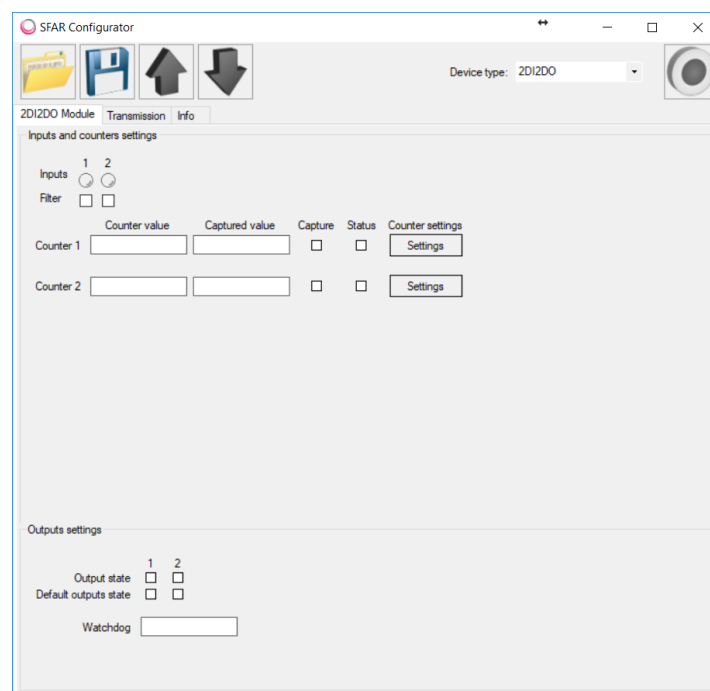 SFAR Configurator
Device type: 2DI2DO
2DI2DO Module Transmission Info
Inputs and counters settings
1 2
Inputs
Filter
Counter value Captured value Capture Status Counter settings
Counter 1 Settings
Counter 2 Settings
Outputs settings
1 2
Output state
Default outputs state
Watchdog